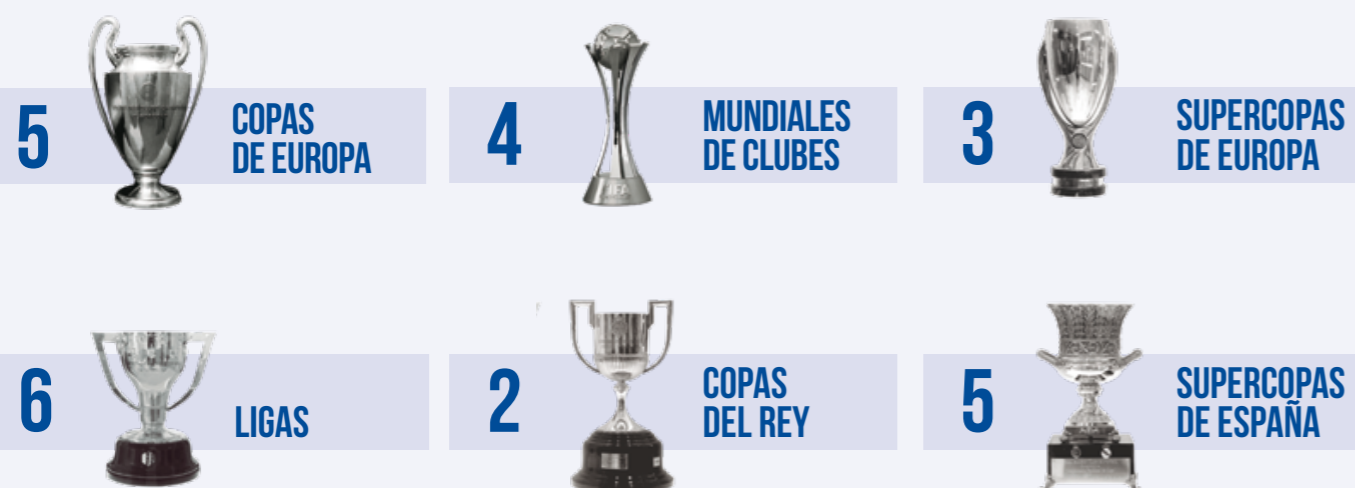 5
COPAS
DE EUROPA
4
MUNDIALES
DE CLUBES
3
SUPERCOPAS
DE EUROPA
6
LIGAS
2
COPAS
DEL REY
5
SUPERCOPAS
DE ESPAÑA